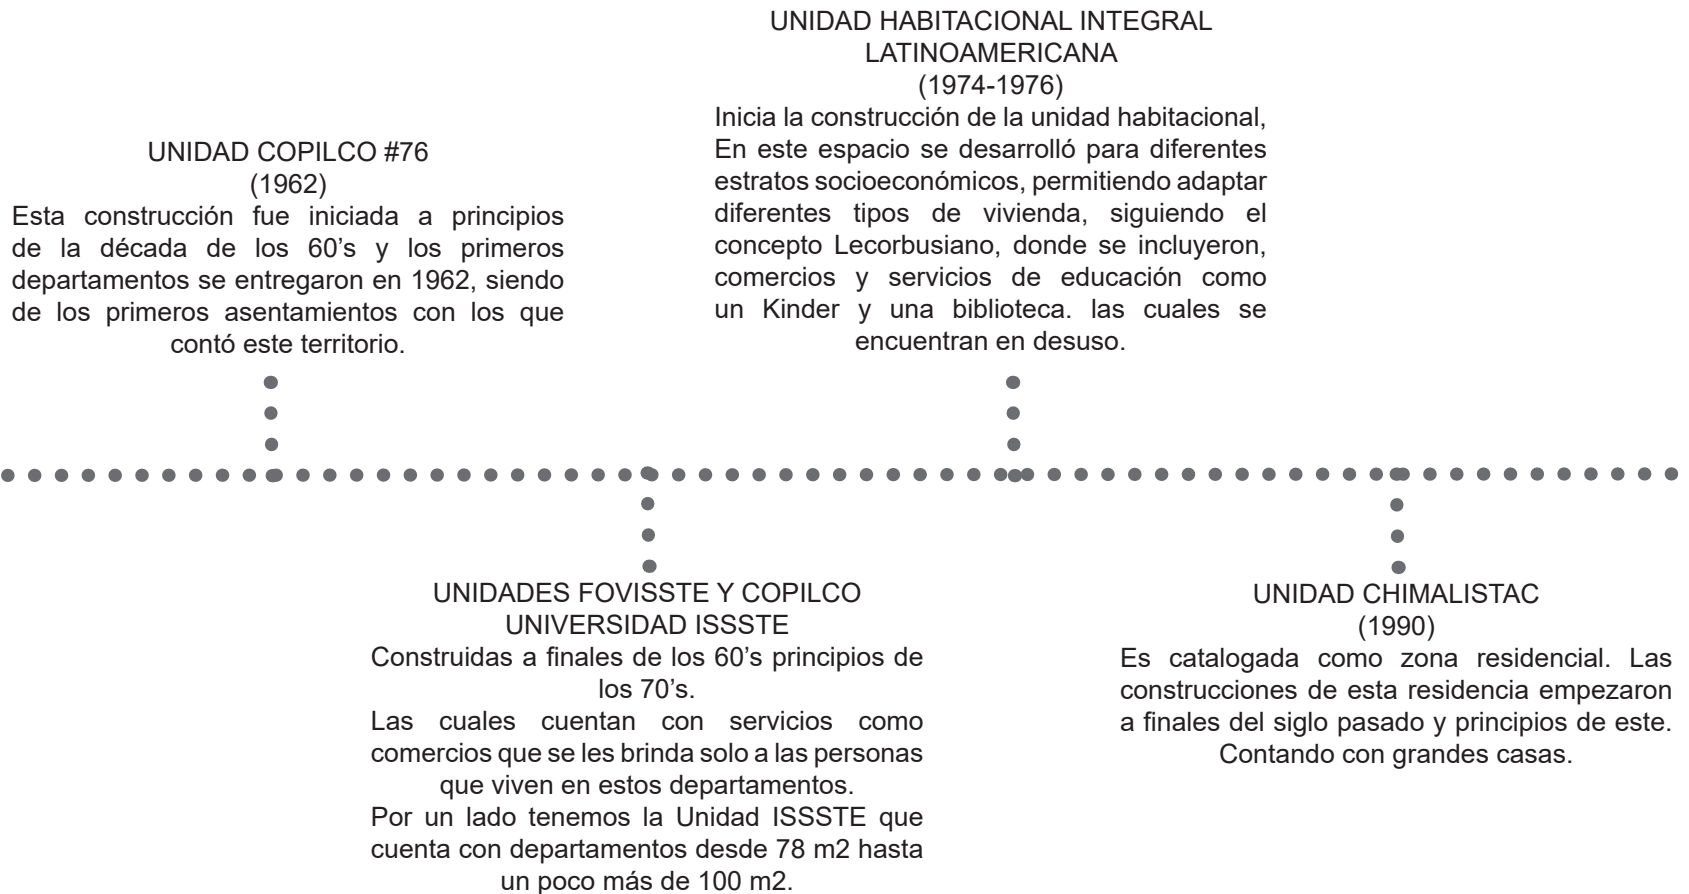 UNIDAD COPILCO #76
(1962)
Esta construcción fue iniciada a principios
de la década de los 60’s y los primeros
departamentos se entregaron en 1962, siendo
de los primeros asentamientos con los que
contó este territorio.
UNIDADES FOVISSTE Y COPILCO
UNIVERSIDAD ISSSTE
Construidas a finales de los 60’s principios de
los 70’s.
Las cuales cuentan con servicios como
comercios que se les brinda solo a las personas
que viven en estos departamentos.
Por un lado tenemos la Unidad ISSSTE que
cuenta con departamentos desde 78 m2 hasta
un poco más de 100 m2.
UNIDAD HABITACIONAL INTEGRAL
LATINOAMERICANA
(1974-1976)
Inicia la construcción de la unidad habitacional,
En este espacio se desarrolló para diferentes
estratos socioeconómicos, permitiendo adaptar
diferentes tipos de vivienda, siguiendo el
concepto Lecorbusiano, donde se incluyeron,
comercios y servicios de educación como
un Kinder y una biblioteca. las cuales se
encuentran en desuso.
UNIDAD CHIMALISTAC
(1990)
Es catalogada como zona residencial. Las
construcciones de esta residencia empezaron
a finales del siglo pasado y principios de este.
Contando con grandes casas.